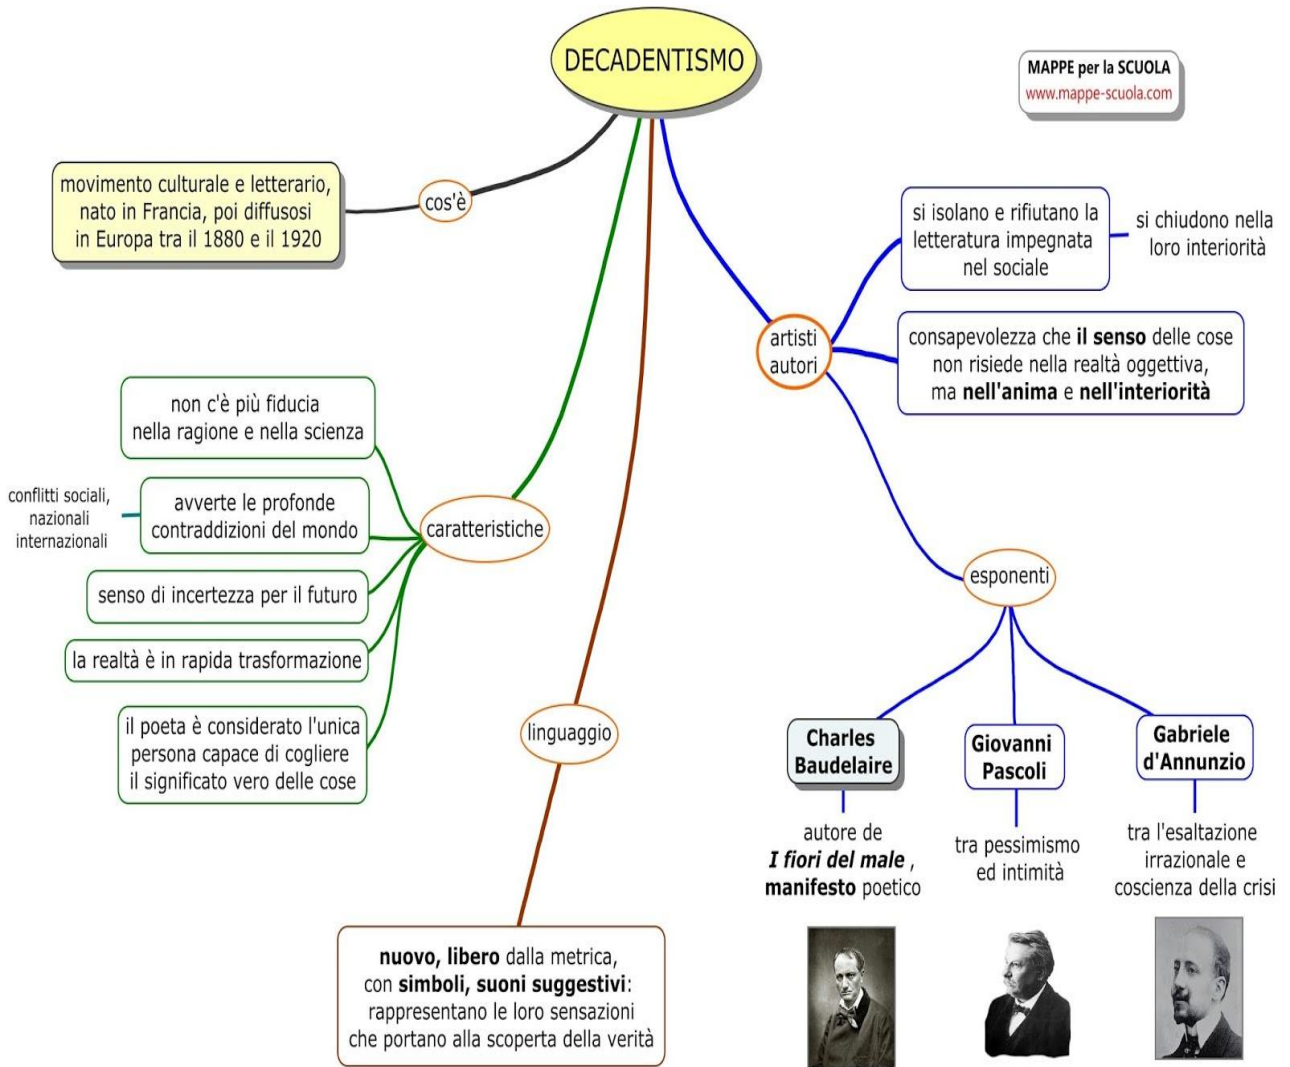 DECADENTISMO
MAPPE per la SCUOLA
www.mappe-scuola.com
cos'è
movimento culturale e letterario,
nato in Francia, poi diffusosi
in Europa tra il 1880 e il 1920
caratteristiche
non c'è più fiducia
nella ragione e nella scienza
avverte le profonde
contraddizioni del mondo
conflitti sociali,
nazionali
internazionali
senso di incertezza per il futuro
la realtà è in rapida trasformazione
il poeta è considerato l'unica
persona capace di cogliere
il significato vero delle cose
linguaggio
nuovo, libero dalla metrica,
con simboli, suoni suggestivi:
rappresentano le loro sensazioni
che portano alla scoperta della verità
artisti
autori
si isolano e rifiutano la
letteratura impegnata
nel sociale
si chiudono nella
loro interiorità
consapevolezza che il senso delle cose
non risiede nella realtà oggettiva,
ma nell'anima e nell'interiorità
esponenti
Charles
Baudelaire
autore de
I fiori del male ,
manifesto poetico
Giovanni
Pascoli
tra pessimismo
ed intimità
Gabriele
d'Annunzio
tra l'esaltazione
irrazionale e
coscienza della crisi